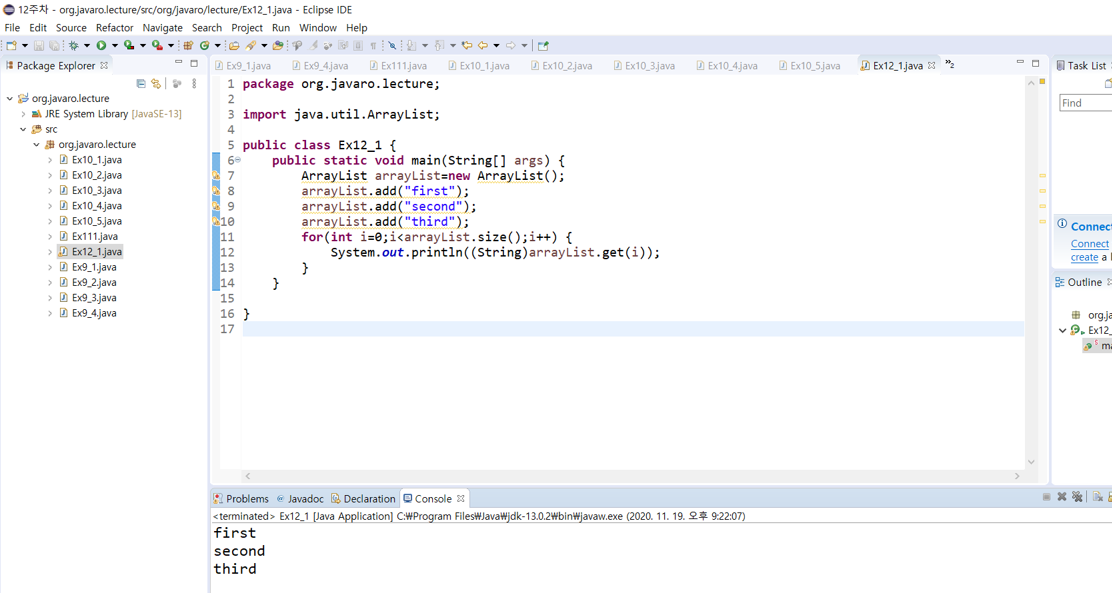 12주차 - org.javaro.lecture/src/org/javaro/lecture/Ex12_1.java - Eclipse IDE
File Edit Source Refactor Navigate Search Project Run Window Help
Package Explorer
org.javaro.lecture
JRE System Library [JavaSE-13]
src
org.javaro.lecture
Ex10_1.java
Ex10_2.java
Ex10_3.java
Ex10_4.java
Ex10_5.java
Ex111.java
Ex12_1.java
Ex9_1.java
Ex9_2.java
Ex9_3.java
Ex9_4.java
Ex9_1.java Ex9_4.java Ex111.java Ex10_1.java Ex10_2.java Ex10_3.java Ex10_4.java Ex10_5.java Ex12_1.java »2
1 package org.javaro.lecture;
2
3 import java.util.ArrayList;
4
5 public class Ex12_1 {
6 public static void main(String[] args) {
7 ArrayList arrayList=new ArrayList();
8 arrayList.add("first");
9 arrayList.add("second");
10 arrayList.add("third");
11 for(int i=0;i<arrayList.size();i++) {
12 System.out.println((String)arrayList.get(i));
13 }
14 }
15
16 }
17
Task List
Find
Connect
Connect
create a
Outline
org.ja
Ex12_
ma
Problems Javadoc Declaration Console
<terminated> Ex12_1 [Java Application] C:₩Program Files₩Java₩jdk-13.0.2₩bin₩javaw.exe (2020. 11. 19. 오후 9:22:07)
first
second
third